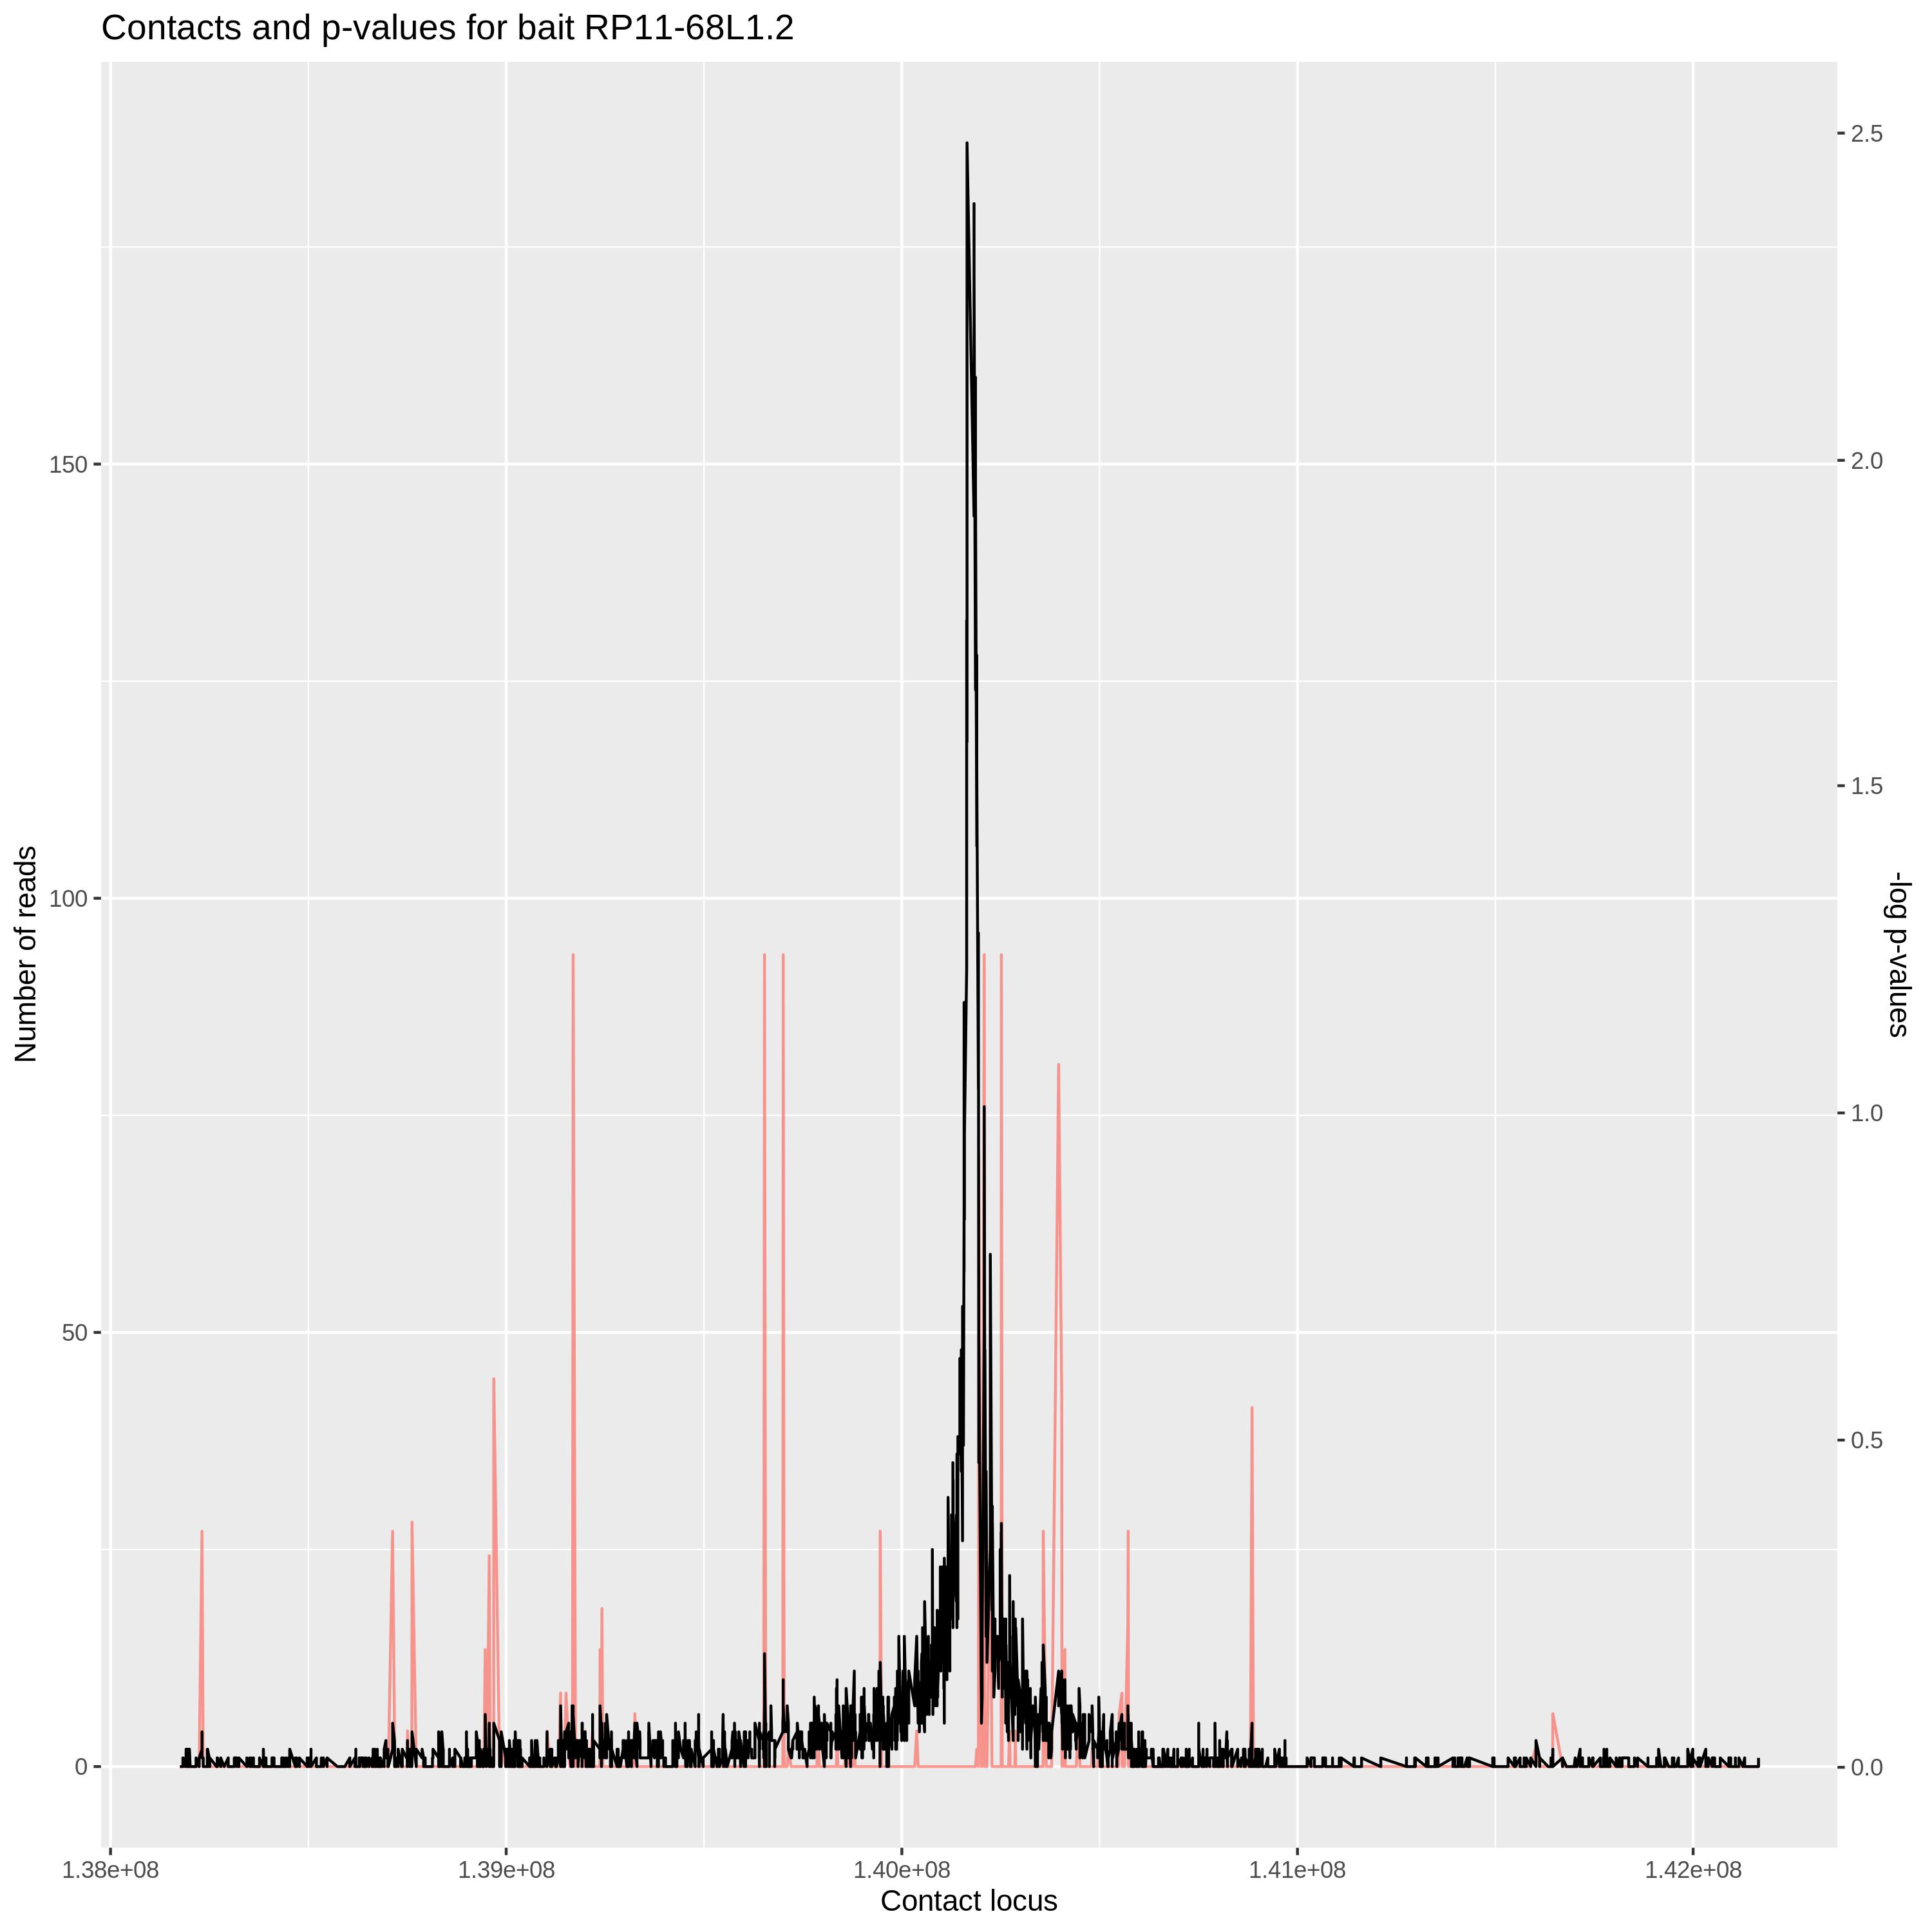 Contacts and p-values for bait RP11-68L1.2
Number of reads
150
100
50
0
2.5
2.0
1.5
1.0
0.5
0.0
-log p-values
1.38e+08 1.39e+08 1.40e+08 1.41e+08 1.42e+08
Contact locus